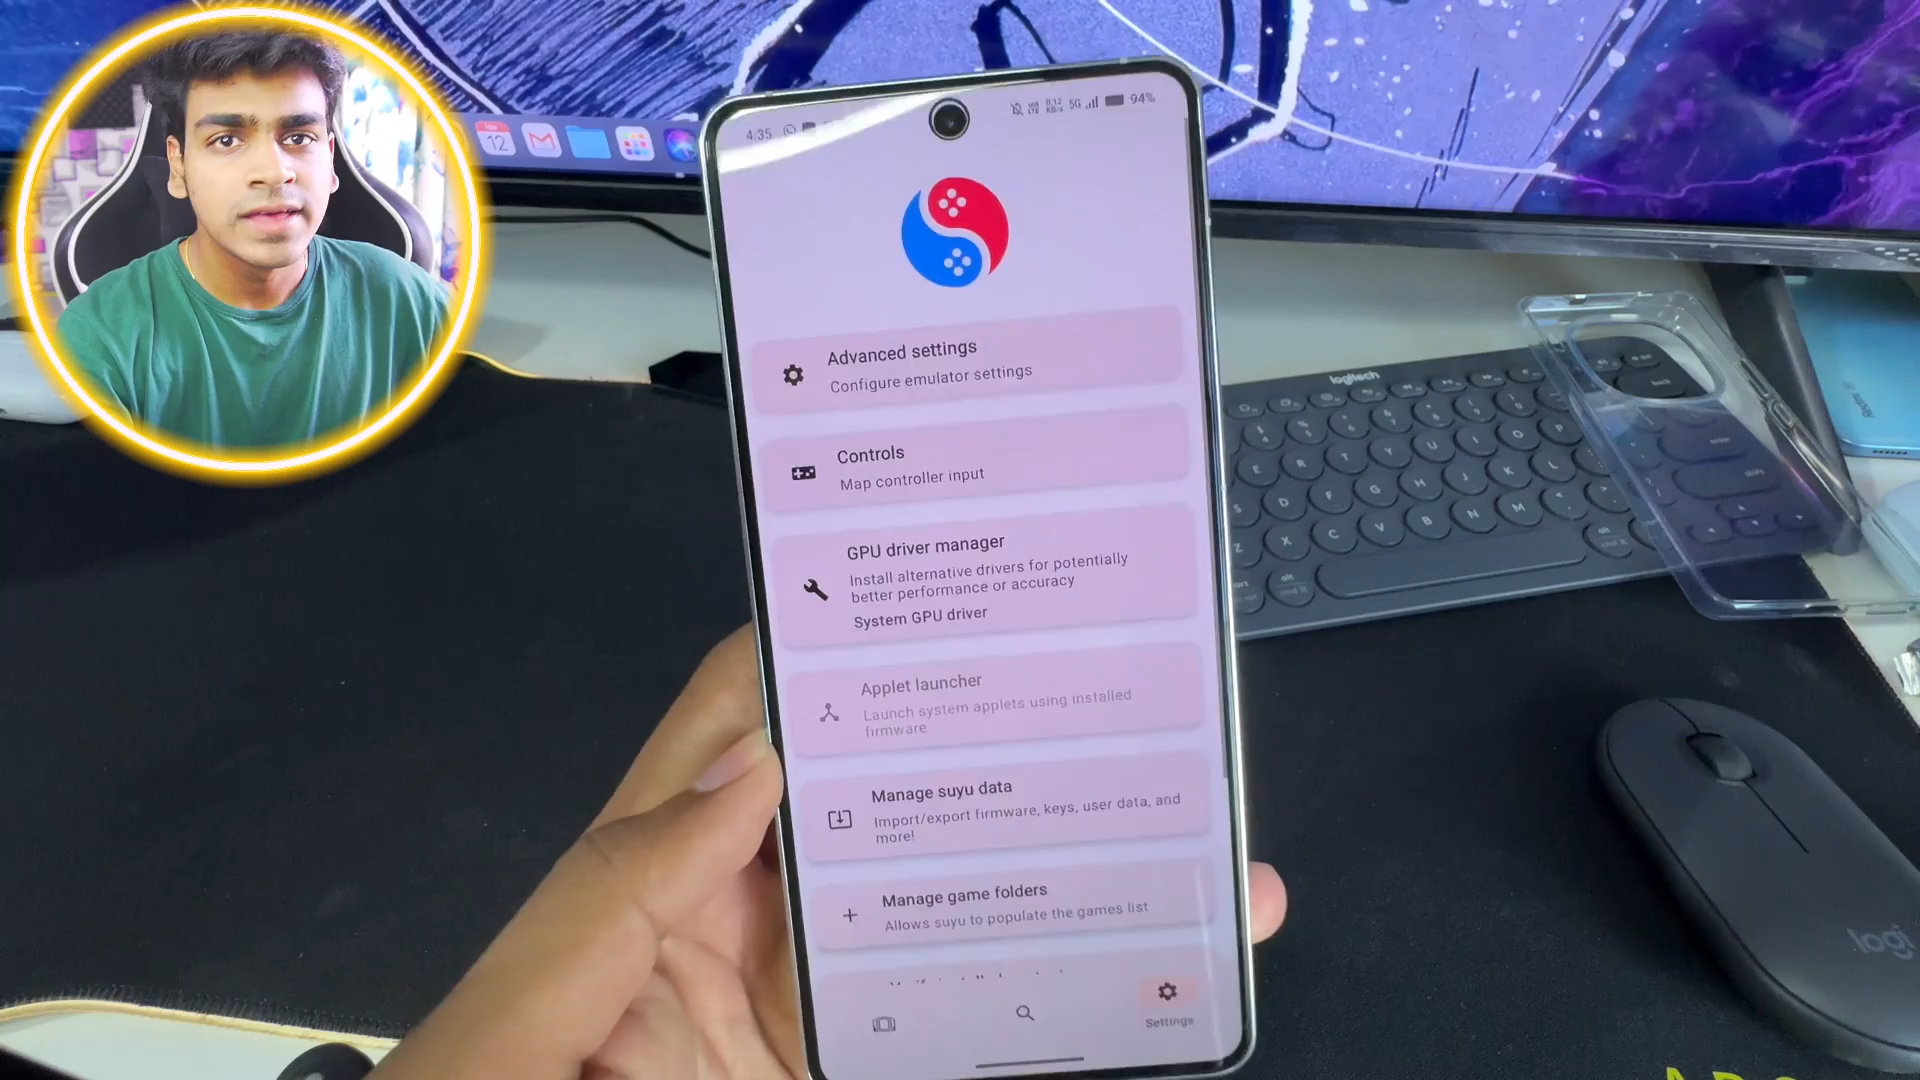 12
4.35
5G
94%
Advanced settings
Configure emulator settings
Controls
Map controller input
GPU driver manager
Install alternative drivers for potentially
better performance or accuracy
System GPU driver
Applet launcher
Launch system applets using installed
firmware
Manage suyu data
Import/export firmware, keys, user data, and
more!
Manage game folders
Allows suyu to populate the games list
Settings
logitech
E R T Y U I O P
S D F G H J K L
Z X C V B N M
logi
Redmi